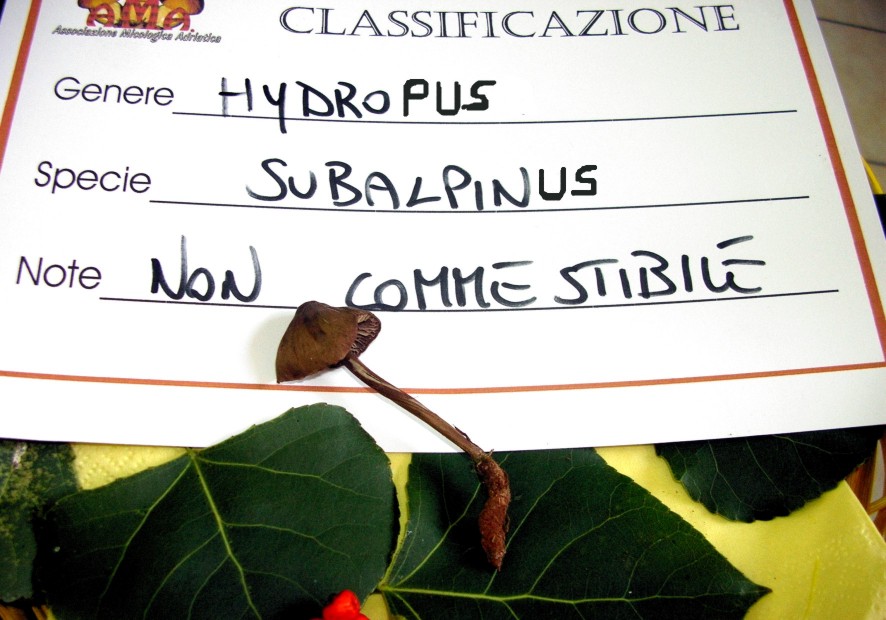 AMA
Associazione Micologica Adriatica
CLASSIFICAZIONE
Genere HYDROPUS
Specie SUBALPINUS
Note NON COMMESTIBILE